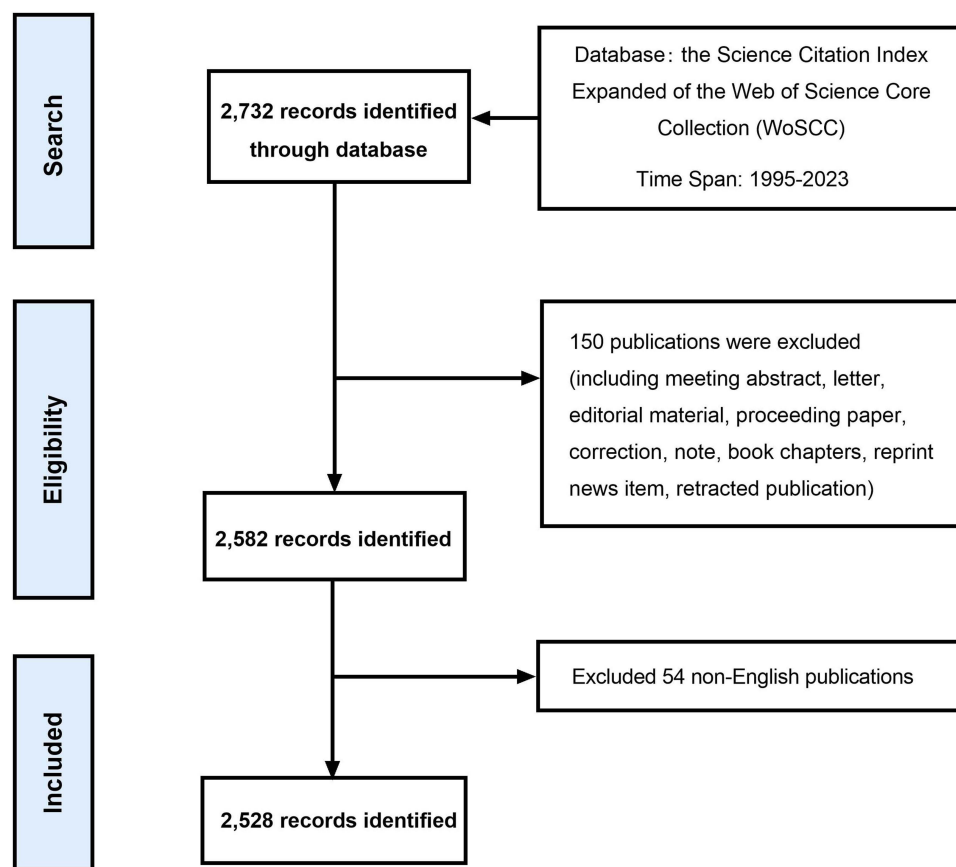 Search
2,732 records identified
through database
Database: the Science Citation Index
Expanded of the Web of Science Core
Collection (WoSCC)
Time Span: 1995-2023
Eligibility
150 publications were excluded
(including meeting abstract, letter,
editorial material, proceeding paper,
correction, note, book chapters, reprint
news item, retracted publication)
2,582 records identified
Included
Excluded 54 non-English publications
2,528 records identified